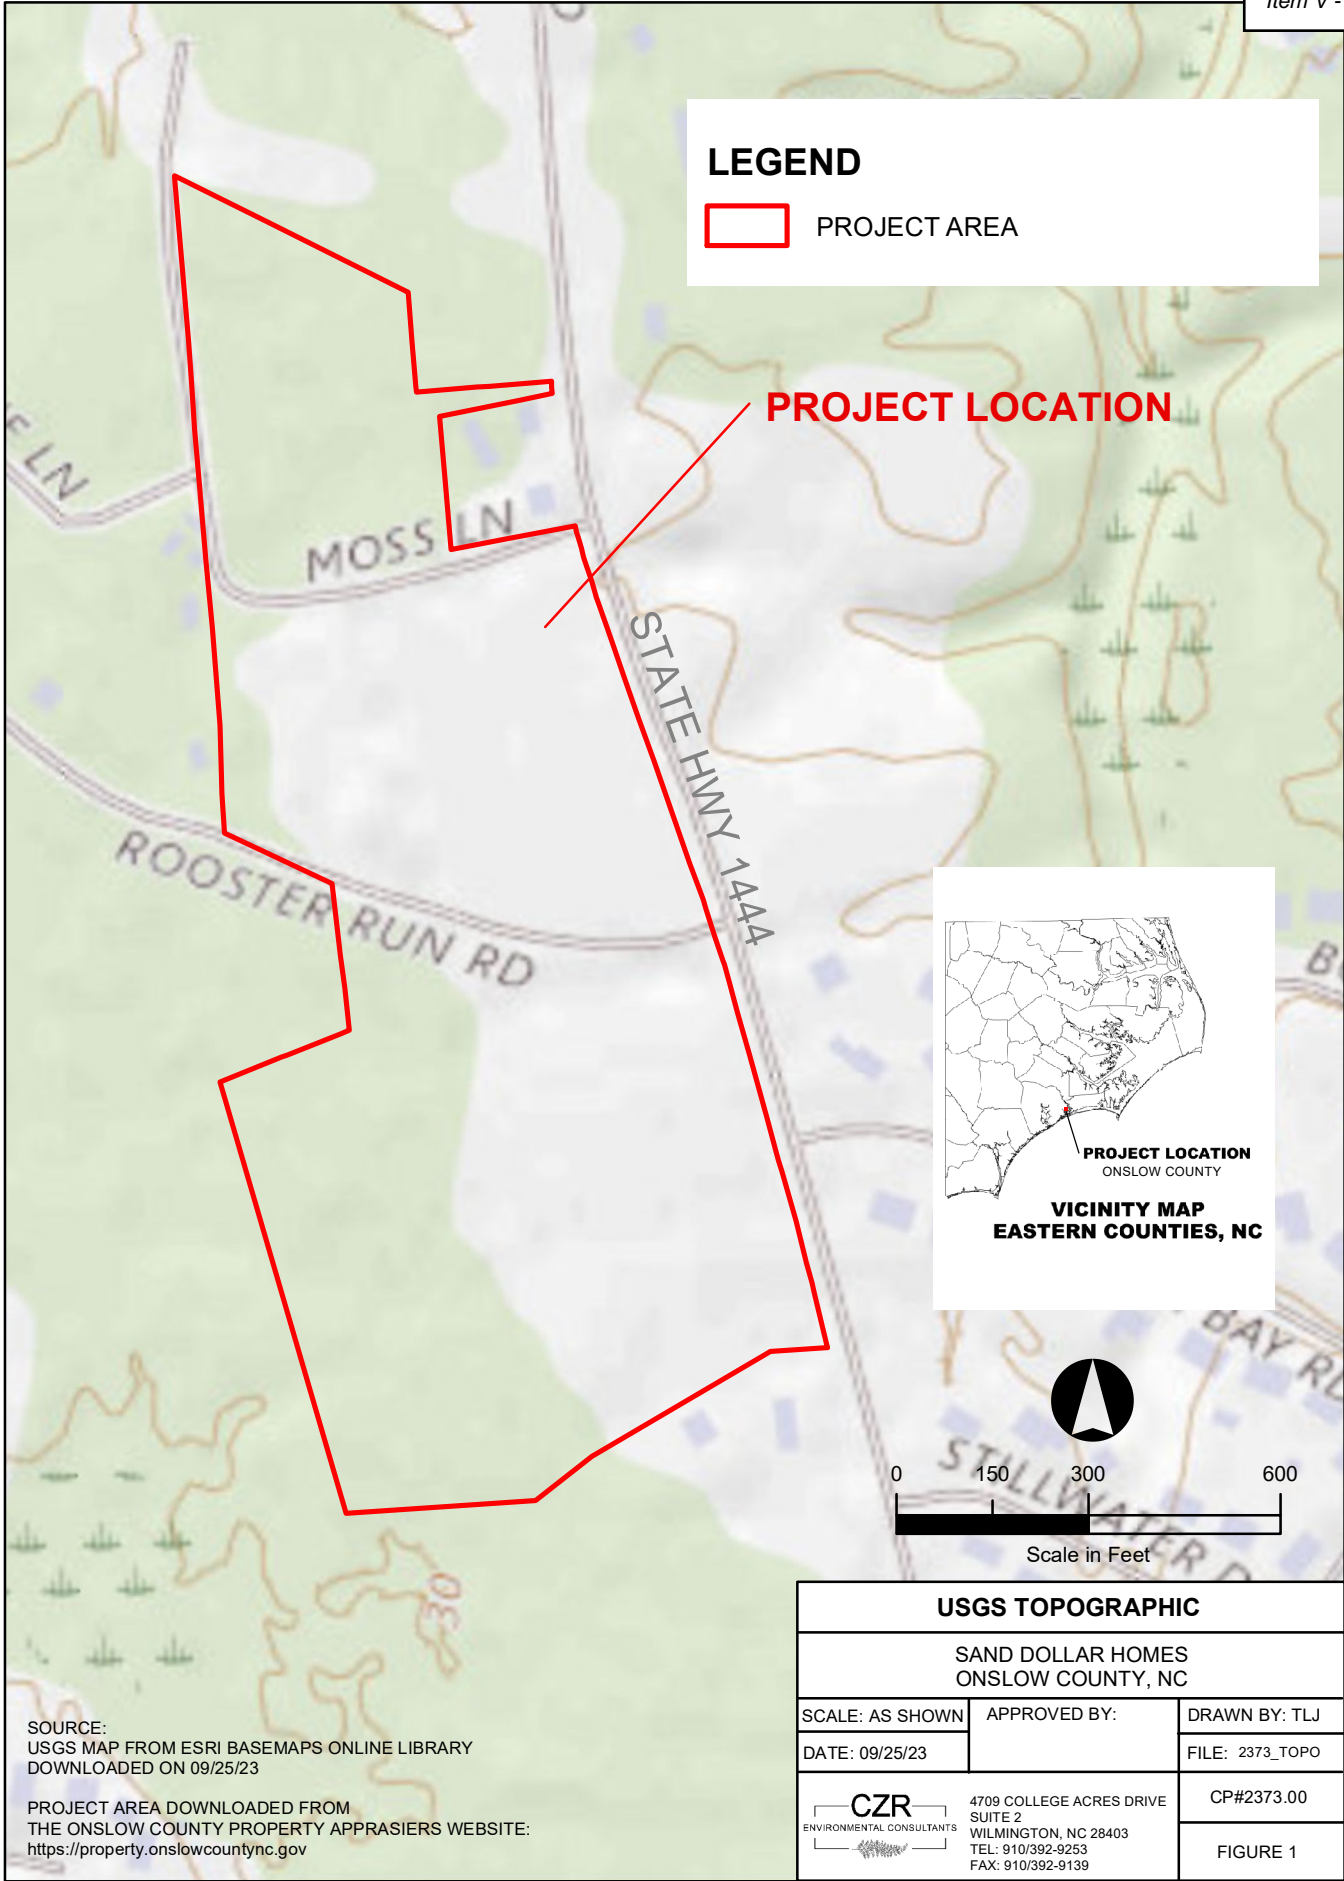 Item V -
LEGEND
PROJECT AREA
PROJECT LOCATION
LN
MOSS LN
STATE HWY 1444
ROOSTER RUN RD
PROJECT LOCATION
ONSLOW COUNTY
VICINITY MAP
EASTERN COUNTIES, NC
BAY RD
STILLWATER D
0 150 300 600
Scale in Feet
30
USGS TOPOGRAPHIC
SAND DOLLAR HOMES
ONSLOW COUNTY, NC
SCALE: AS SHOWN
APPROVED BY:
DRAWN BY: TLJ
DATE: 09/25/23
FILE: 2373_TOPO
CZR
ENVIRONMENTAL CONSULTANTS
4709 COLLEGE ACRES DRIVE
SUITE 2
WILMINGTON, NC 28403
TEL: 910/392-9253
FAX: 910/392-9139
CP#2373.00
FIGURE 1
SOURCE:
USGS MAP FROM ESRI BASEMAPS ONLINE LIBRARY
DOWNLOADED ON 09/25/23
PROJECT AREA DOWNLOADED FROM
THE ONSLOW COUNTY PROPERTY APPRASIERS WEBSITE:
https://property.onslowcountync.gov